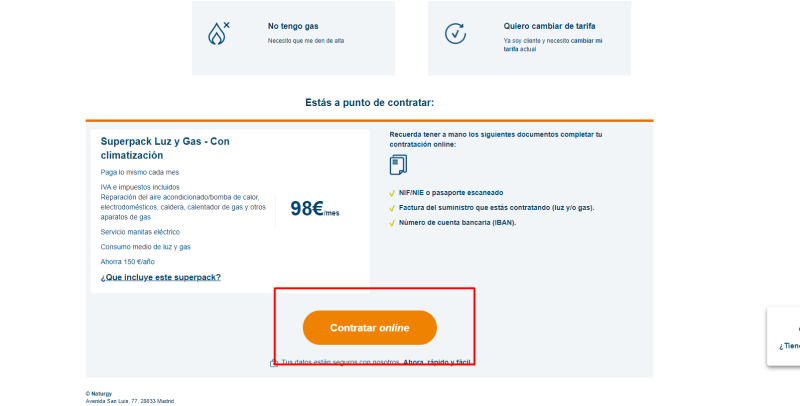 No tengo gas
Necesito que me den de alta
Quiero cambiar de tarifa
Ya soy cliente y necesito cambiar mi
tarifa actual
Estás a punto de contratar:
Superpack Luz y Gas - Con
climatización
Paga lo mismo cada mes
IVA e impuestos incluidos
Reparación del aire acondicionado/bomba de calor,
electrodomésticos, caldera, calentador de gas y otros
aparatos de gas
Servicio manitas eléctrico
Consumo medio de luz y gas
Ahorra 150 €/año
¿Que incluye este superpack?
98€/mes
Recuerda tener a mano los siguientes documentos completar tu
contratación online:
NIF/NIE o pasaporte escaneado
Factura del suministro que estás contratando (luz y/o gas).
Número de cuenta bancaria (IBAN).
Contratar online
Tus datos están seguros con nosotros. Ahora, rápido y fácil
¿Tien
© Naturgy
Avenida San Luis, 77. 28033 Madrid